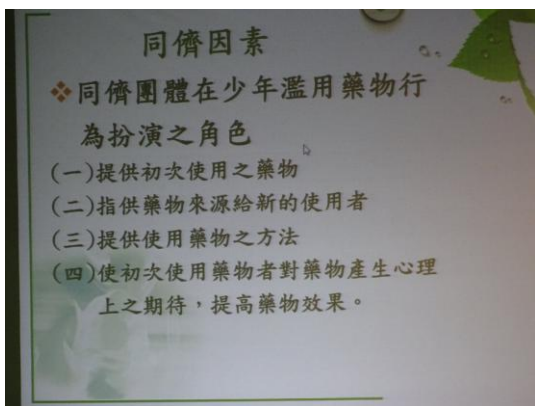 同儕因素
❖同儕團體在少年濫用藥物行
為扮演之角色
(一)提供初次使用之藥物
(二)指供藥物來源給新的使用者
(三)提供使用藥物之方法
(四)使初次使用藥物者對藥物產生心理
上之期待，提高藥物效果。